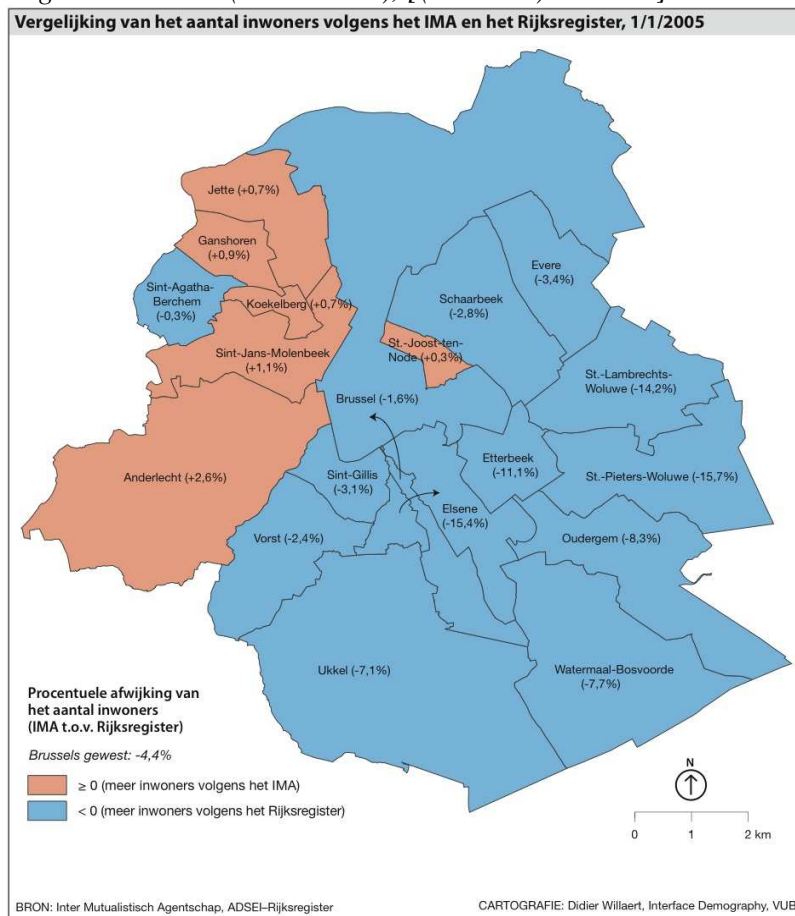 Vergelijking van het aantal inwoners volgens het IMA en het Rijksregister, 1/1/2005
Jette (+0,7%)
Ganshoren
(+0,9%)
Sint-Agatha-
Berchem
(-0,3%)
Koekelberg (+0,7%)
Sint-Jans-Molenbeek
(+1,1%)
Evere
(-3,4%)
Schaarbeek
(-2,8%)
St.-Joost-ten-
Node (+0,3%)
St.-Lambrechts-
Woluwe (-14,2%)
Brussel (-1,6%)
Anderlecht (+2,6%)
Sint-Gillis
(-3,1%)
Etterbeek
(-11,1%)
St.-Pieters-Woluwe (-15,7%)
Elsene
(-15,4%)
Vorst (-2,4%)
Oudergem (-8,3%)
Ukkel (-7,1%)
Watermaal-Bosvoorde
(-7,7%)
Procentuele afwijking van
het aantal inwoners
(IMA t.o.v. Rijksregister)
Brussels gewest: -4,4%
≥ 0 (meer inwoners volgens het IMA)
< 0 (meer inwoners volgens het Rijksregister)
N
0 1 2 km
BRON: Inter Mutualistisch Agentschap, ADSEI–Rijksregister
CARTOGRAFIE: Didier Willaert, Interface Demography, VUB